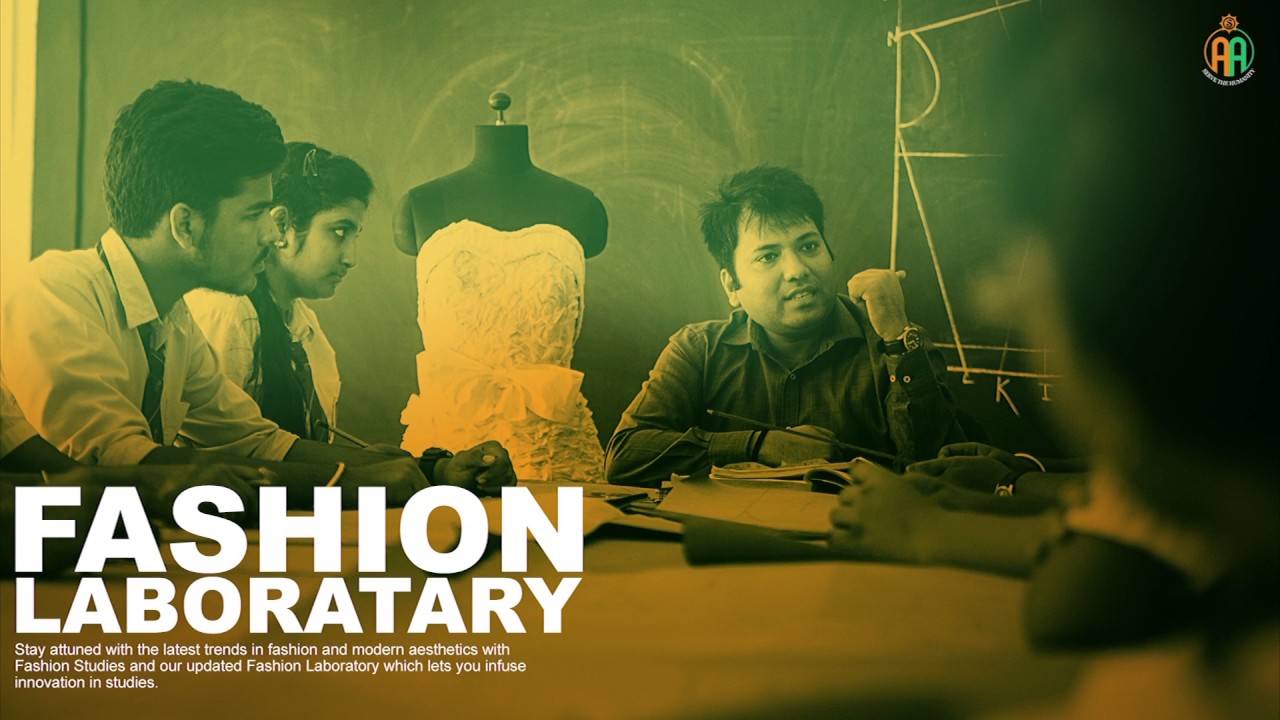 AA
SERVE THE HUMANITY
K I
FASHION
LABORATARY
Stay attuned with the latest trends in fashion and modern aesthetics with
Fashion Studies and our updated Fashion Laboratory which lets you infuse
innovation in studies.